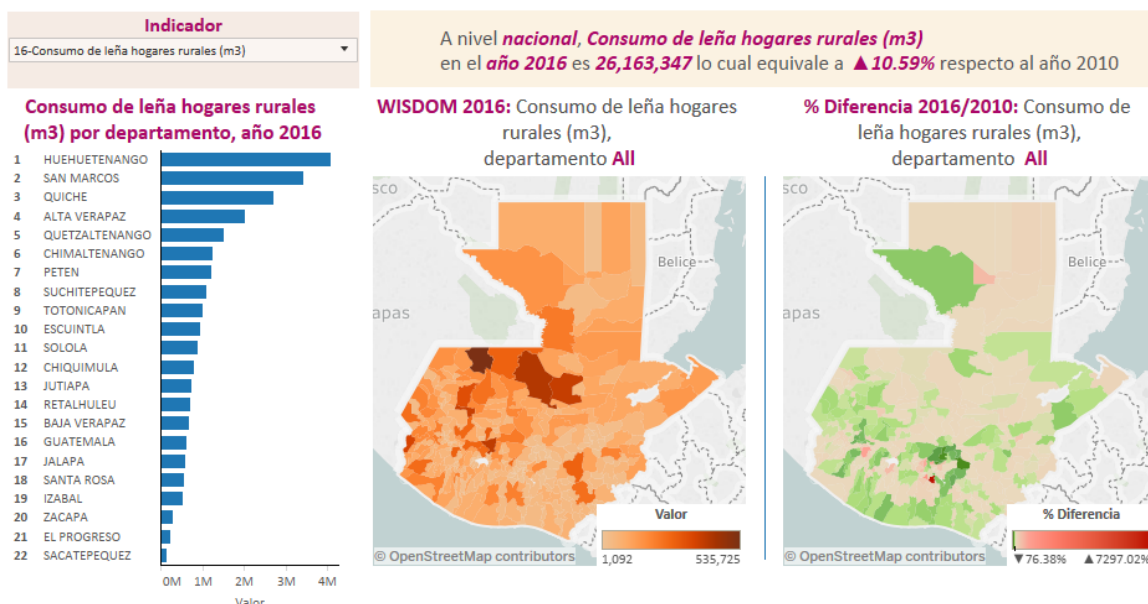 Indicador
16-Consumo de leña hogares rurales (m3)
A nivel nacional, Consumo de leña hogares rurales (m3)
en el año 2016 es 26,163,347 lo cual equivale a ▲10.59% respecto al año 2010
Consumo de leña hogares rurales
(m3) por departamento, año 2016
1 HUEHUETENANGO
2 SAN MARCOS
3 QUICHE
4 ALTA VERAPAZ
5 QUETZALTENANGO
6 CHIMALTENANGO
7 PETEN
8 SUCHITEPEQUEZ
9 TOTONICAPAN
10 ESCUINTLA
11 SOLOLA
12 CHIQUIMULA
13 JUTIAPA
14 RETALHULEU
15 BAJA VERAPAZ
16 GUATEMALA
17 JALAPA
18 SANTA ROSA
19 IZABAL
20 ZACAPA
21 EL PROGRESO
22 SACATEPEQUEZ
0M 1M 2M 3M 4M
Valor
WISDOM 2016: Consumo de leña hogares
rurales (m3),
departamento All
sco
Belice
apas
Valor
1,092 535,725
© OpenStreetMap contributors
% Diferencia 2016/2010: Consumo de
leña hogares rurales (m3),
departamento All
sco
Belice
apas
% Diferencia
▼76.38% ▲7297.02%
© OpenStreetMap contributors